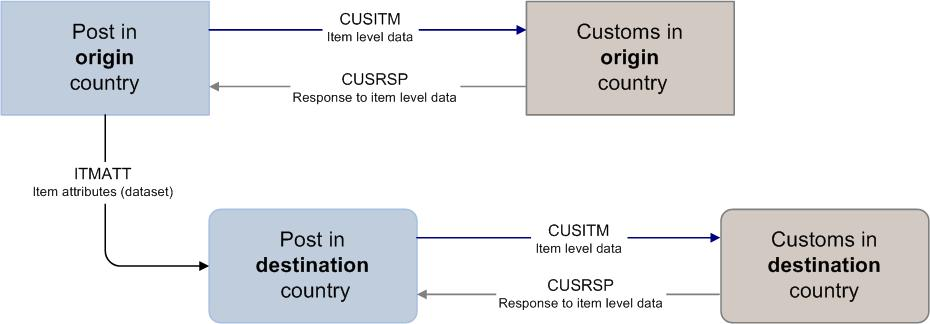 Post in
origin
country
CUSITM
Item level data
CUSRSP
Response to item level data
Customs in
origin
country
ITMATT
Item attributes (dataset)
Post in
destination
country
CUSITM
Item level data
CUSRSP
Response to item level data
Customs in
destination
country